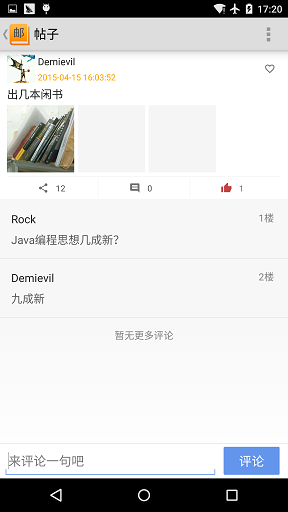 17:20
邮 帖子
Demievil
2015-04-15 16:03:52
出几本闲书
12 0 1
Rock 1楼
Java编程思想几成新?
Demievil 2楼
九成新
暂无更多评论
来评论一句吧 评论